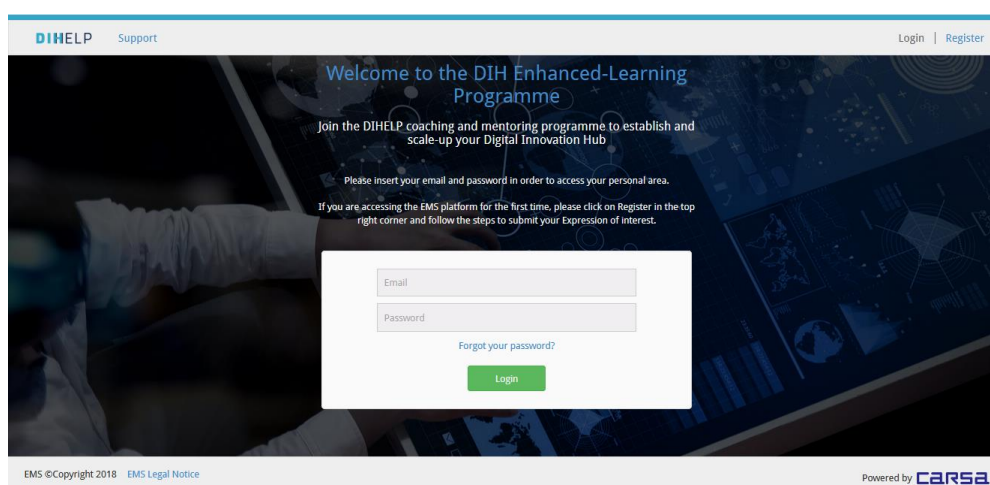 DIHELP Support Login | Register
Welcome to the DIH Enhanced-Learning
Programme
Join the DIHELP coaching and mentoring programme to establish and
scale-up your Digital Innovation Hub
Please insert your email and password in order to access your personal area.
If you are accessing the EMS platform for the first time, please click on Register in the top
right corner and follow the steps to submit your Expression of interest.
Email
Password
Forgot your password?
Login
EMS ©Copyright 2018 EMS Legal Notice Powered by carsa